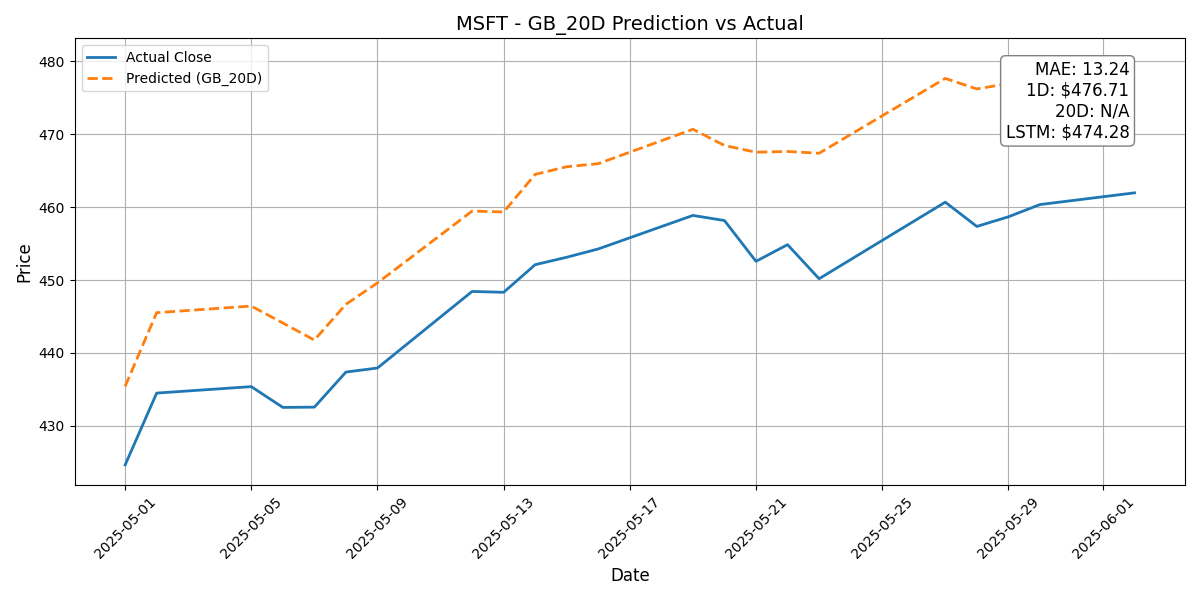 MSFT - GB_20D Prediction vs Actual
Actual Close
Predicted (GB_20D)
MAE: 13.24
1D: $476.71
20D: N/A
LSTM: $474.28
480
470
460
450
440
430
Price
2025-05-01
2025-05-05
2025-05-09
2025-05-13
2025-05-17
2025-05-21
2025-05-25
2025-05-29
2025-06-01
Date